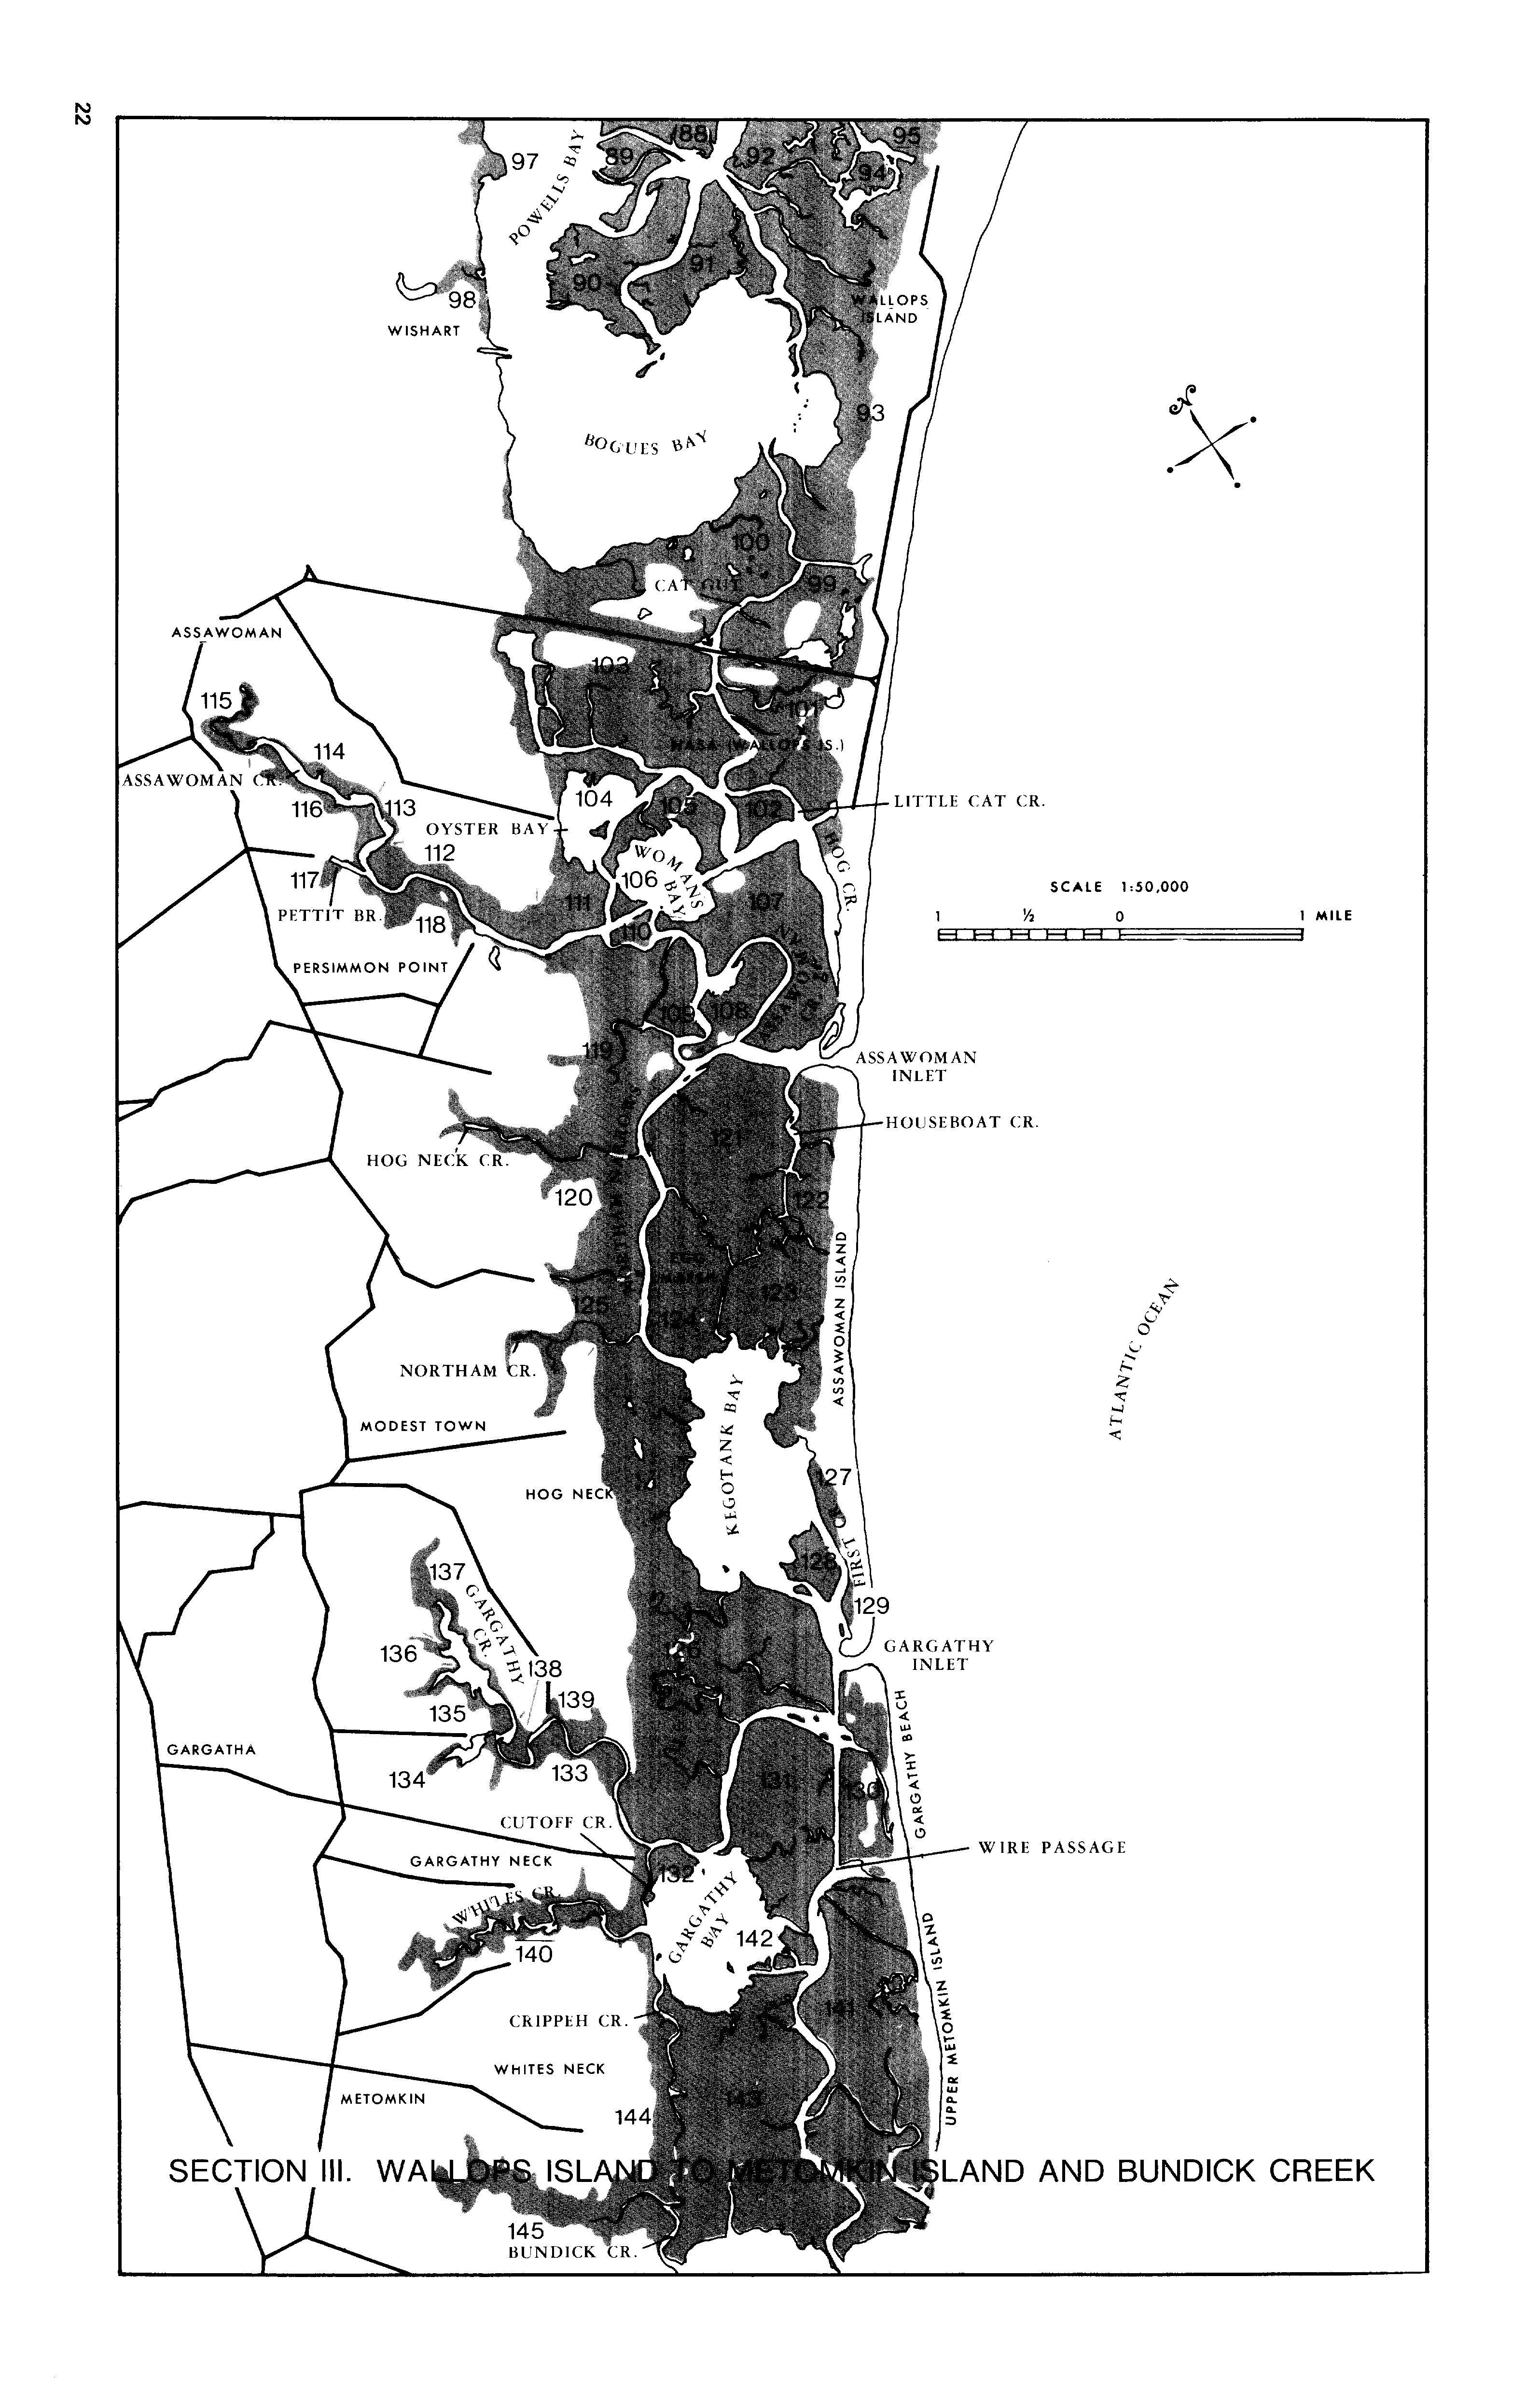 22
95
88
97
89
92
94
POWELLS BAY
91
90
98
WALLOPS
ISLAND
WISHART
N
93
BOGUES BAY
100
CAT GUT
99
ASSAWOMAN
103
115
101
NASA (WALLOPS IS.)
114
ASSAWOMAN CR.
104
105
102
LITTLE CAT CR.
116
113
OYSTER BAY
HOG CR.
112
WOMANS
BAY
106
117
SCALE 1:50,000
111
107
PETTIT BR.
118
1 ½ 0 1 MILE
110
PERSIMMON POINT
109
108
ASSAWOMAN
CR.
119
ASSAWOMAN
INLET
HOUSEBOAT CR.
121
HOG NECK CR.
120
122
NORTHAM NARROWS
EGG
MARSH
ASSAWOMAN ISLAND
123
125
124
ATLANTIC OCEAN
NORTHAM CR.
MODEST TOWN
KEGOTANK BAY
127
HOG NECK
FIRST CR.
128
137
129
GARGATHY
CR.
GARGATHY
INLET
136
138
139
135
GARGATHY BEACH
GARGATHA
134
133
131
130
CUTOFF CR.
WIRE PASSAGE
GARGATHY NECK
132
WHITES CR.
GARGATHY
BAY
142
140
UPPER METOMKIN ISLAND
141
CRIPPEH CR.
WHITES NECK
METOMKIN
143
144
SECTION III. WALLOPS ISLAND TO METOMKIN ISLAND AND BUNDICK CREEK
145
BUNDICK CR.